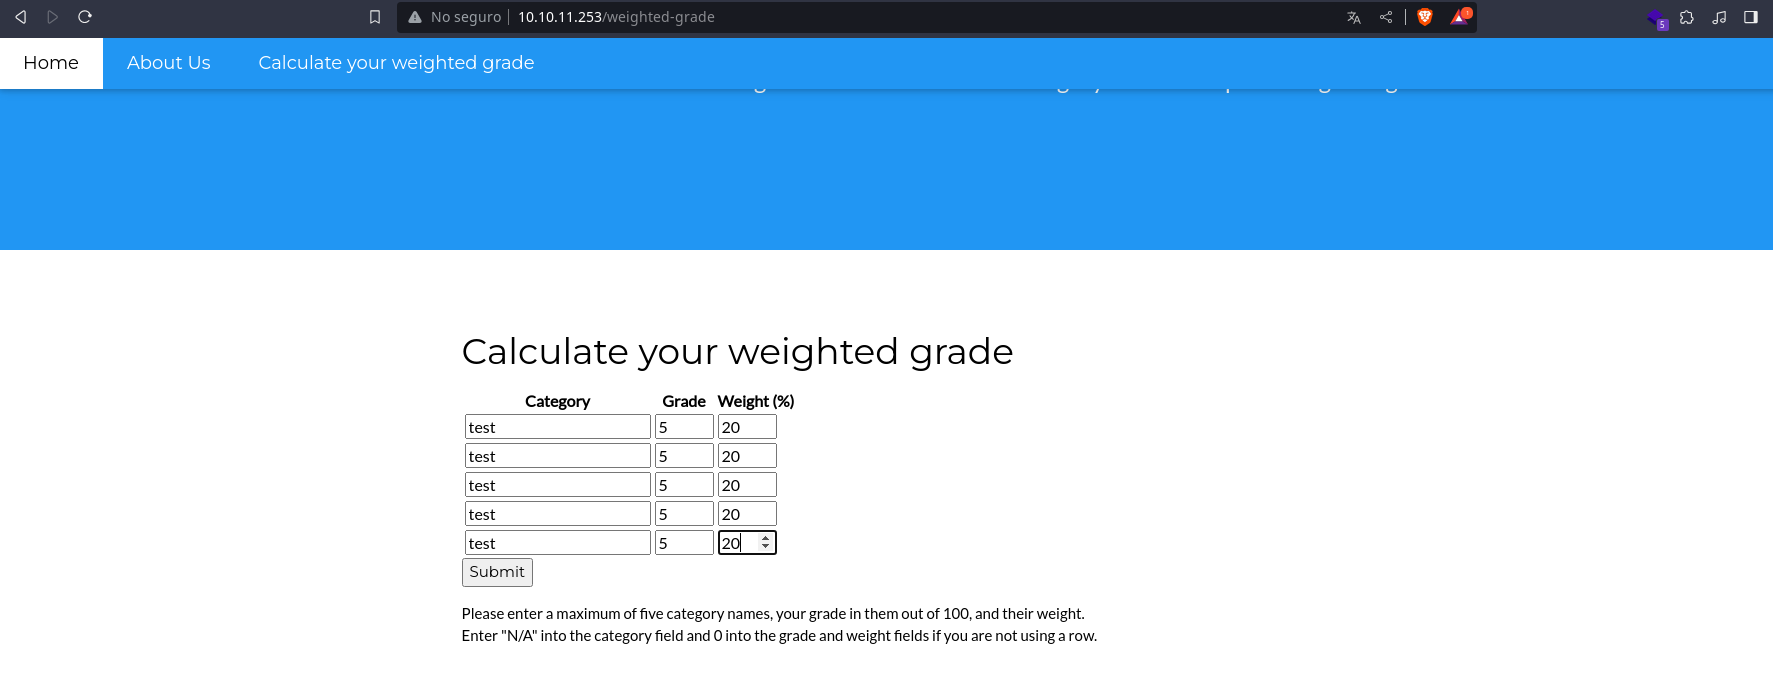 No seguro 10.10.11.253/weighted-grade
1
5
Home About Us Calculate your weighted grade
Calculate your weighted grade
Category Grade Weight (%)
test 5 20
test 5 20
test 5 20
test 5 20
test 5 20
Submit
Please enter a maximum of five category names, your grade in them out of 100, and their weight.
Enter "N/A" into the category field and 0 into the grade and weight fields if you are not using a row.